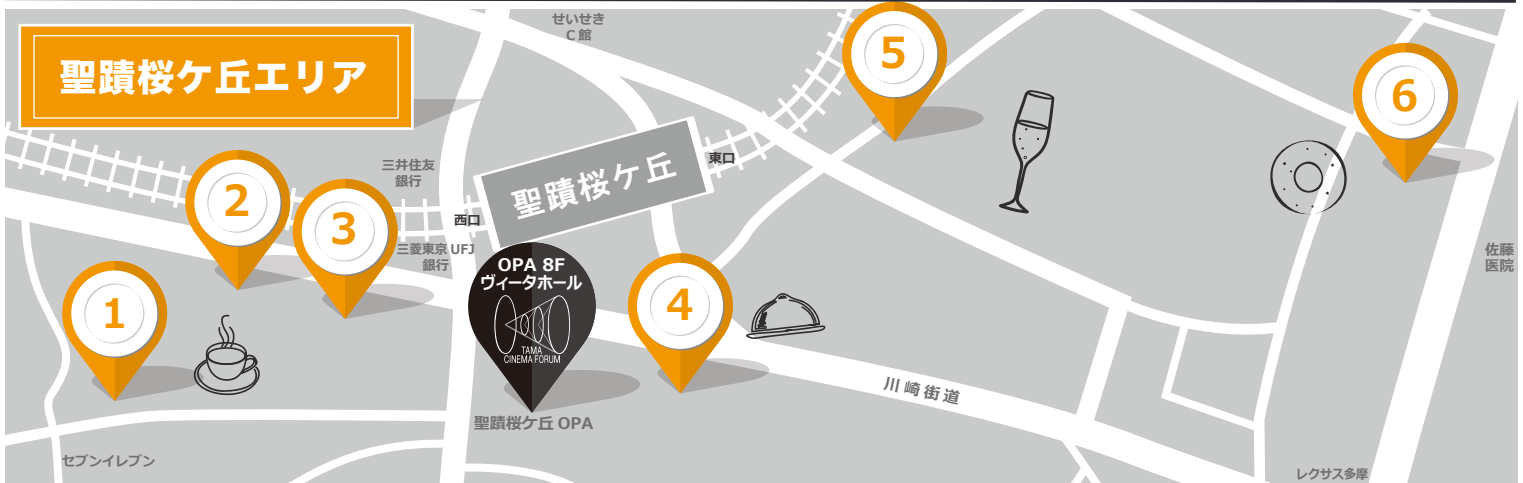 せいせき
C館
聖蹟桜ケ丘エリア
5
6
三井住友
銀行
東口
聖蹟桜ケ丘
2
3
西口
三菱東京UFJ
銀行
佐藤
医院
OPA 8F
ヴィータホール
TAMA
CINEMA FORUM
1
4
川崎街道
聖蹟桜ケ丘 OPA
セブンイレブン
レクサス多摩